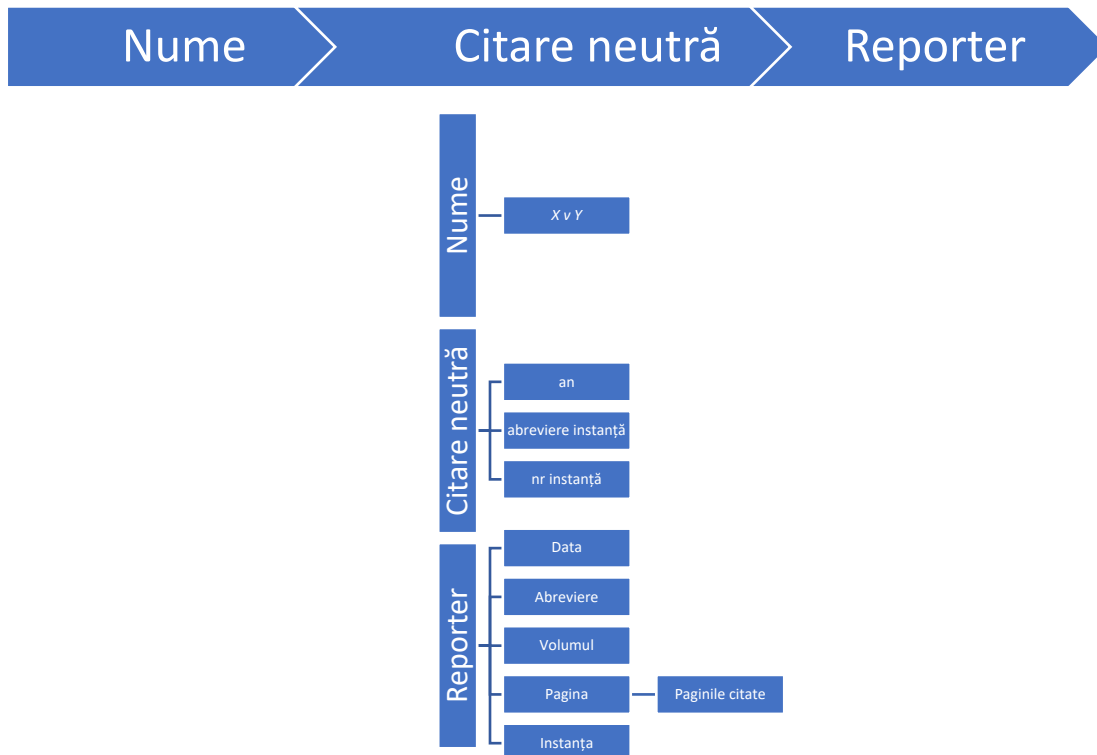 Nume
Citare neutră
Reporter
Nume
X v Y
Citare neutră
an
abreviere instanță
nr instanță
Reporter
Data
Abreviere
Volumul
Pagina
Paginile citate
Instanța